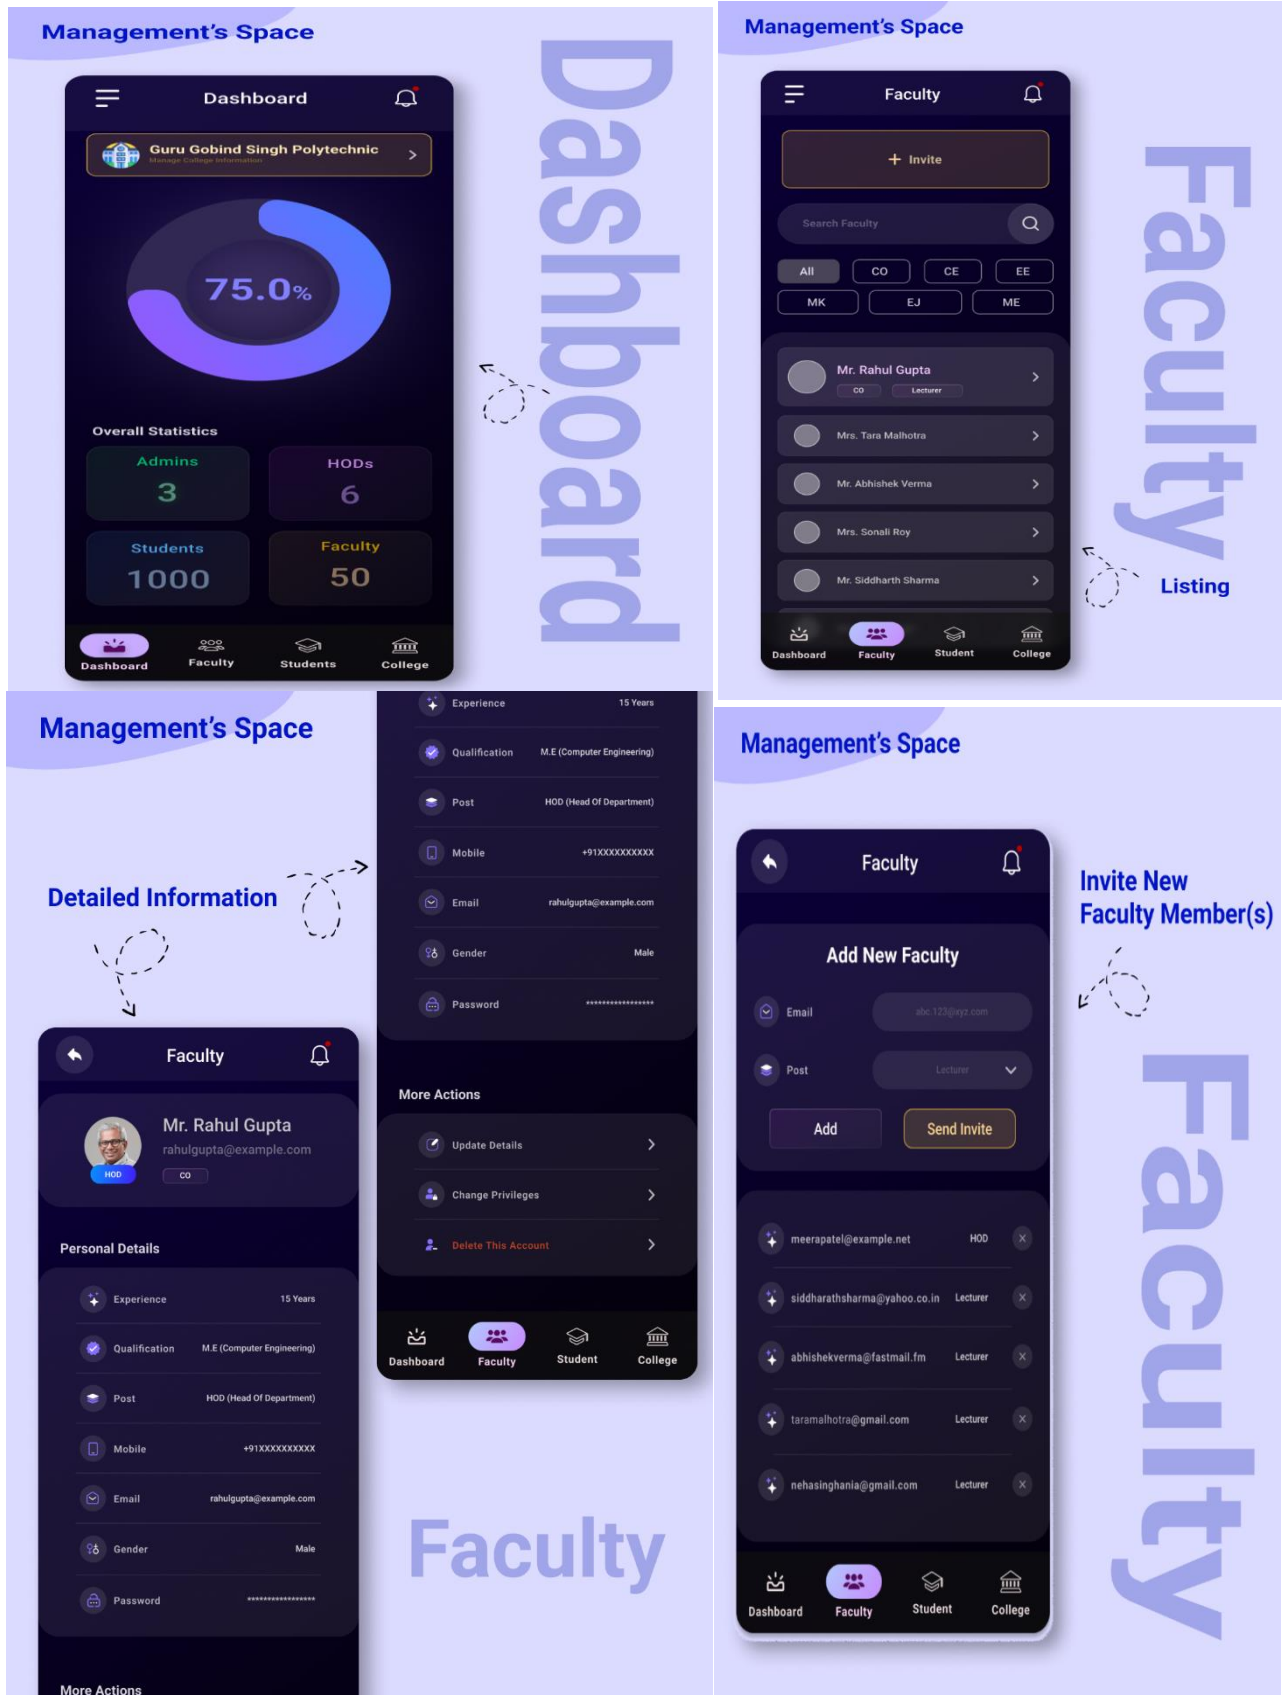 Management's Space
Dashboard
Dashboard
Guru Gobind Singh Polytechnic
Manage College Information
75.0%
Overall Statistics
Admins
3
HODs
6
Students
1000
Faculty
50
Dashboard Faculty Students College
Management's Space
Faculty
Faculty
+ Invite
Search Faculty
All CO CE EE
MK EJ ME
Mr. Rahul Gupta
CO Lecturer
Mrs. Tara Malhotra
Mr. Abhishek Verma
Mrs. Sonali Roy
Mr. Siddharth Sharma
Listing
Dashboard Faculty Student College
Management's Space
Detailed Information
Faculty
Mr. Rahul Gupta
rahulgupta@example.com
HOD
CO
Personal Details
Experience 15 Years
Qualification M.E (Computer Engineering)
Post HOD (Head Of Department)
Mobile +91XXXXXXXXXX
Email rahulgupta@example.com
Gender Male
Password *****************
More Actions
Experience 15 Years
Qualification M.E (Computer Engineering)
Post HOD (Head Of Department)
Mobile +91XXXXXXXXXX
Email rahulgupta@example.com
Gender Male
Password *****************
More Actions
Update Details
Change Privileges
Delete This Account
Dashboard Faculty Student College
Faculty
Management's Space
Faculty
Invite New
Faculty Member(s)
Add New Faculty
Email abc.123@xyz.com
Post Lecturer
Add Send Invite
meerapatel@example.net HOD X
siddharathsharma@yahoo.co.in Lecturer X
abhishekverma@fastmail.fm Lecturer X
taramalhotra@gmail.com Lecturer X
nehasinghania@gmail.com Lecturer X
Dashboard Faculty Student College
Faculty